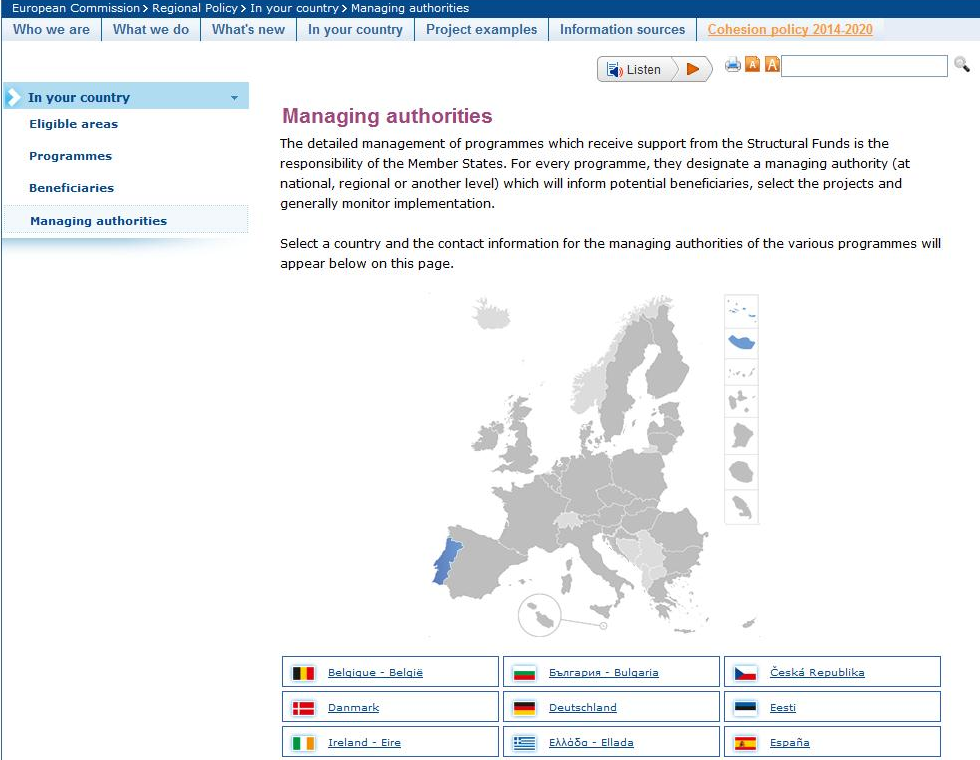 European Commission > Regional Policy > In your country > Managing authorities
Who we are What we do What's new In your country Project examples Information sources Cohesion policy 2014-2020
Listen A A
In your country
Eligible areas
Programmes
Beneficiaries
Managing authorities
Managing authorities
The detailed management of programmes which receive support from the Structural Funds is the
responsibility of the Member States. For every programme, they designate a managing authority (at
national, regional or another level) which will inform potential beneficiaries, select the projects and
generally monitor implementation.
Select a country and the contact information for the managing authorities of the various programmes will
appear below on this page.
Belgique - België България - Bulgaria Česká Republika
Danmark Deutschland Eesti
Ireland - Eire Ελλάδα - Ellada España